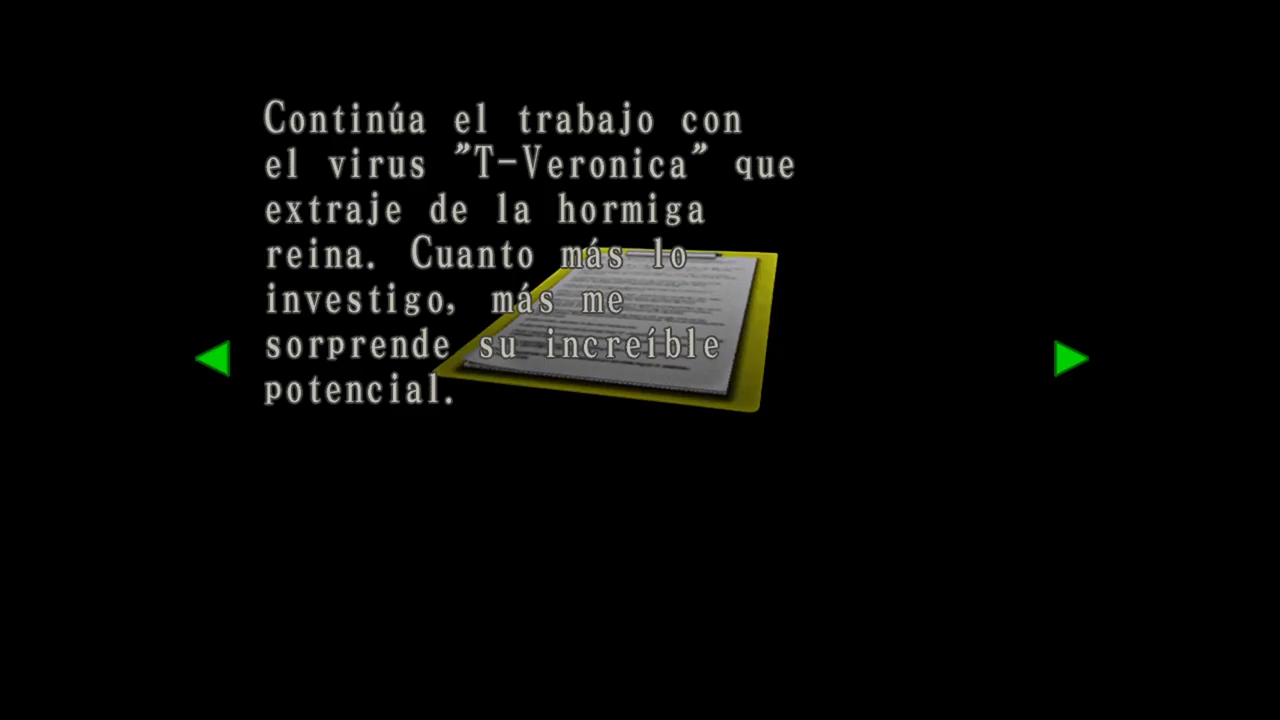 Continúa el trabajo con
el virus "T-Veronica" que
extraje de la hormiga
reina. Cuanto más lo
investigo, más me
sorprende su increíble
potencial.